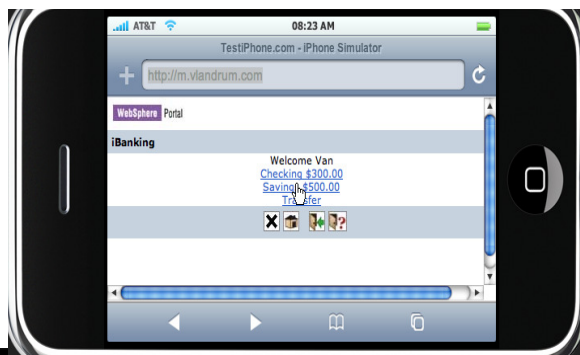 AT&T 08:23 AM
TestiPhone.com - iPhone Simulator
http://m.vlandrum.com
WebSphere Portal
iBanking
Welcome Van
Checking $300.00
Savings $500.00
Transfer